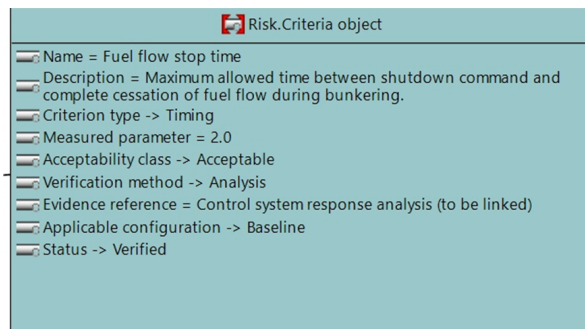 Risk.Criteria object
Name = Fuel flow stop time
Description = Maximum allowed time between shutdown command and
complete cessation of fuel flow during bunkering.
Criterion type -> Timing
Measured parameter = 2.0
Acceptability class -> Acceptable
Verification method -> Analysis
Evidence reference = Control system response analysis (to be linked)
Applicable configuration -> Baseline
Status -> Verified